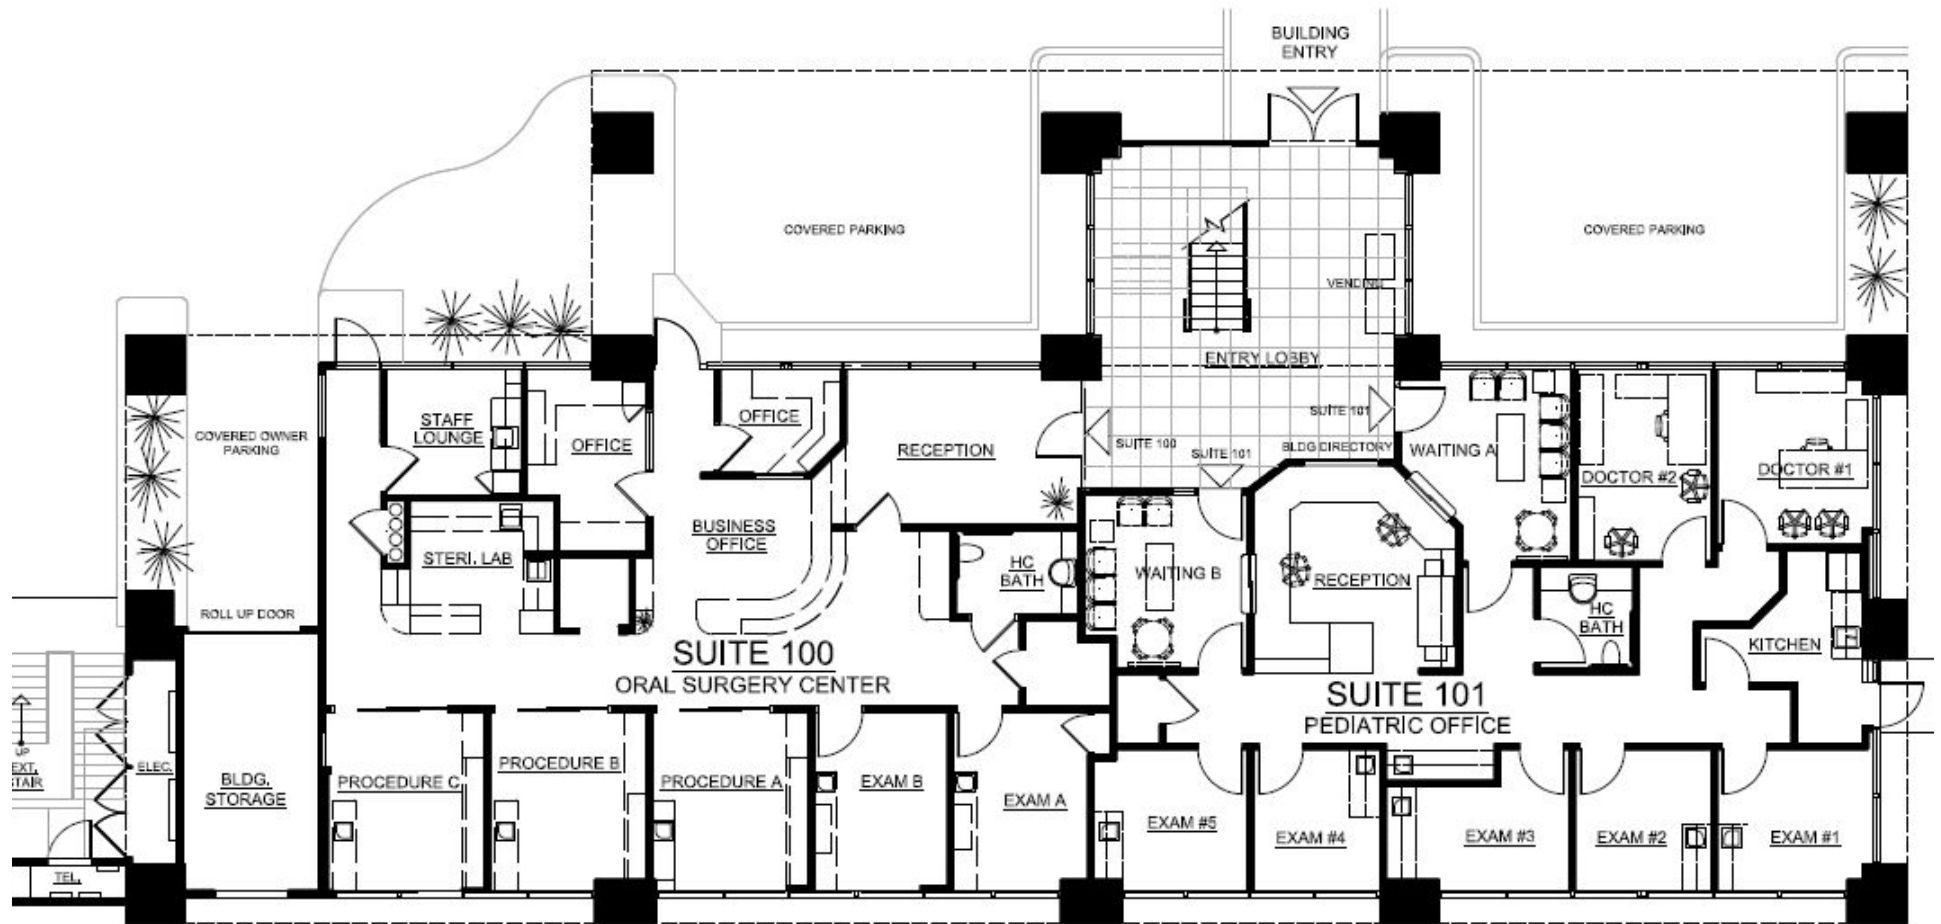 BUILDING
ENTRY
COVERED PARKING
COVERED PARKING
VENDING
ENTRY LOBBY
STAFF
LOUNGE
OFFICE
OFFICE
RECEPTION
SUITE 100
SUITE 101
SUITE 101
BLDG DIRECTORY
WAITING A
DOCTOR #2
DOCTOR #1
COVERED OWNER
PARKING
BUSINESS
OFFICE
STERI. LAB
HC
BATH
WAITING B
RECEPTION
HC
BATH
KITCHEN
ROLL UP DOOR
SUITE 100
ORAL SURGERY CENTER
SUITE 101
PEDIATRIC OFFICE
UP
EXT.
STAIR
ELEC.
BLDG.
STORAGE
PROCEDURE C
PROCEDURE B
PROCEDURE A
EXAM B
EXAM A
EXAM #5
EXAM #4
EXAM #3
EXAM #2
EXAM #1
TEL.